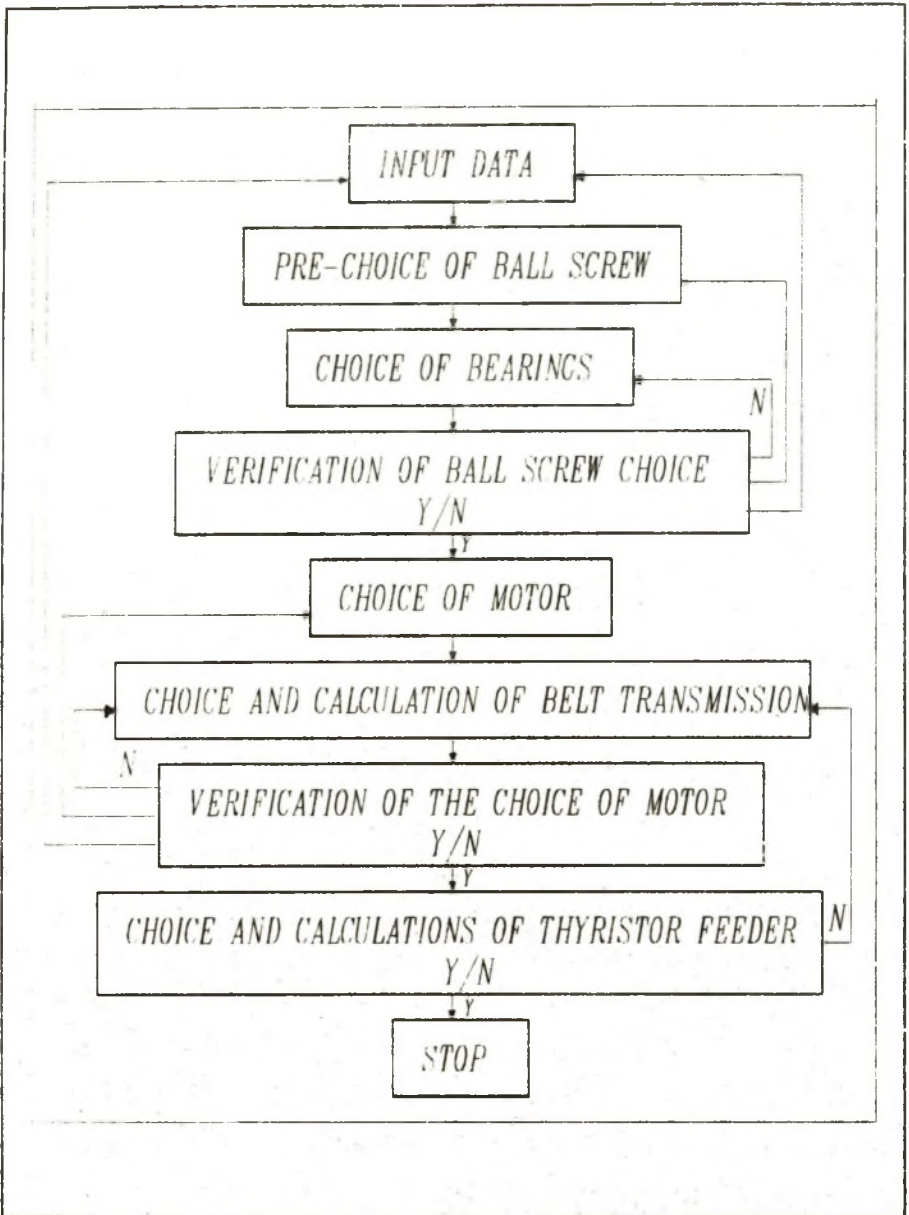 INPUT DATA
PRE-CHOICE OF BALL SCREW
CHOICE OF BEARINGS
N
VERIFICATION OF BALL SCREW CHOICE
Y/N
Y
CHOICE OF MOTOR
CHOICE AND CALCULATION OF BELT TRANSMISSION
N
VERIFICATION OF THE CHOICE OF MOTOR
Y/N
Y
CHOICE AND CALCULATIONS OF THYRISTOR FEEDER
N
Y/N
Y
STOP